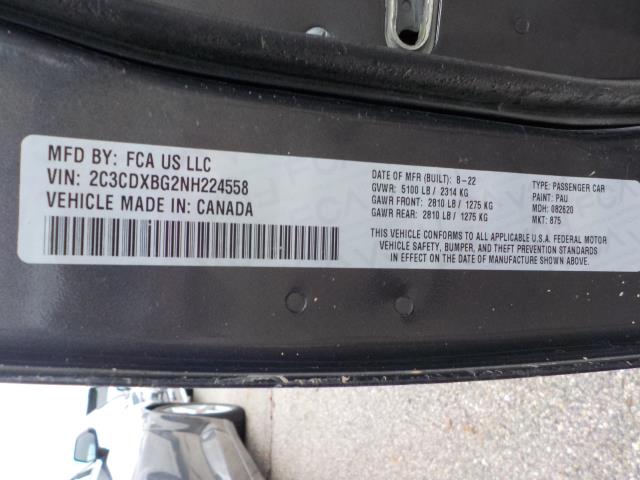 MFD BY: FCA US LLC
VIN: 2C3CDXBG2NH224558
VEHICLE MADE IN: CANADA
DATE OF MFR (BUILT): 8-22
GVWR: 5100 LB / 2314 KG
GAWR FRONT: 2810 LB / 1275 KG
GAWR REAR: 2810 LB / 1275 KG
TYPE: PASSENGER CAR
PAINT: PAU
MDH: 082620
MKT: 875
THIS VEHICLE CONFORMS TO ALL APPLICABLE U.S.A. FEDERAL MOTOR
VEHICLE SAFETY, BUMPER, AND THEFT PREVENTION STANDARDS
IN EFFECT ON THE DATE OF MANUFACTURE SHOWN ABOVE.